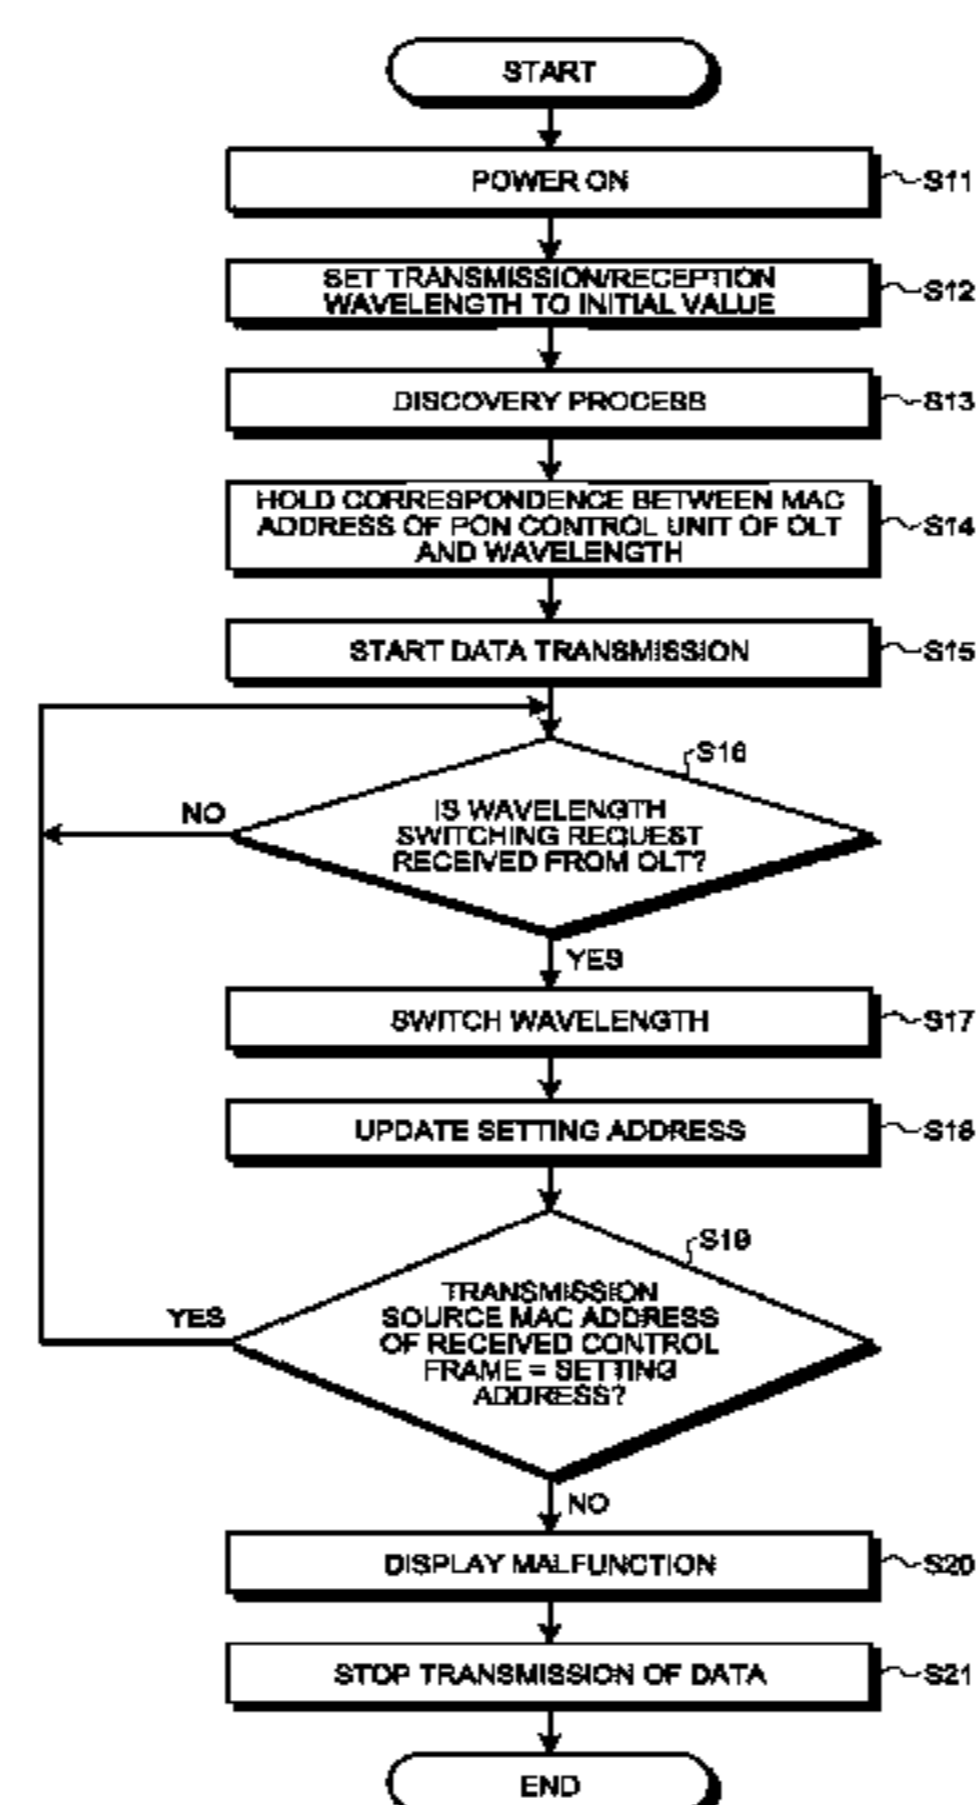 START
POWER ON
S11
SET TRANSMISSION/RECEPTION
WAVELENGTH TO INITIAL VALUE
S12
DISCOVERY PROCESS
S13
HOLD CORRESPONDENCE BETWEEN MAC
ADDRESS OF PON CONTROL UNIT OF OLT
AND WAVELENGTH
S14
START DATA TRANSMISSION
S15
S16
NO
IS WAVELENGTH
SWITCHING REQUEST
RECEIVED FROM OLT?
YES
SWITCH WAVELENGTH
S17
UPDATE SETTING ADDRESS
S18
S19
YES
TRANSMISSION
SOURCE MAC ADDRESS
OF RECEIVED CONTROL
FRAME = SETTING
ADDRESS?
NO
DISPLAY MALFUNCTION
S20
STOP TRANSMISSION OF DATA
S21
END